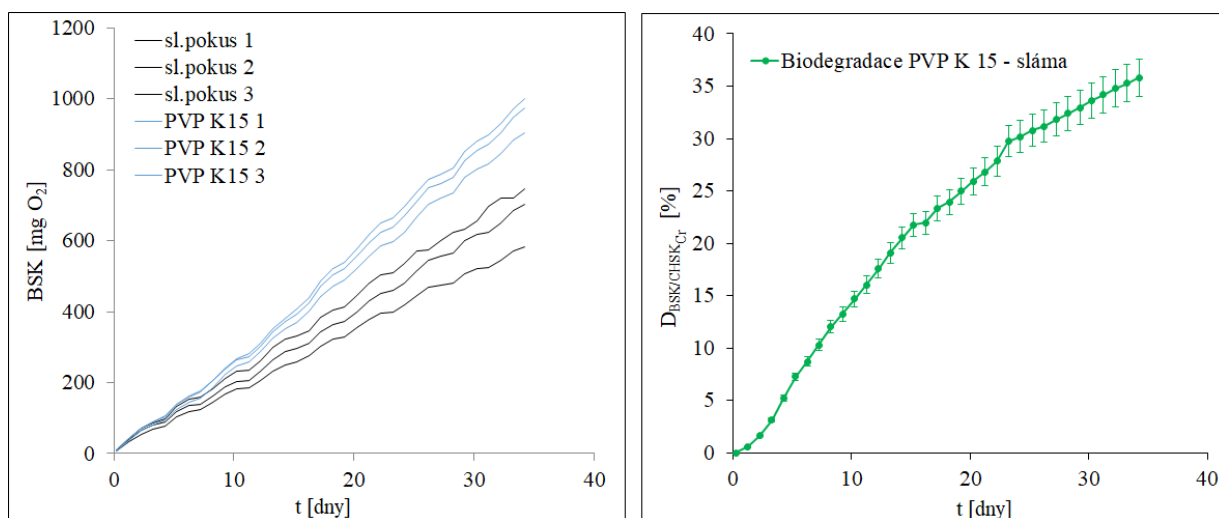 1200
1000
800
600
400
200
0
BSK [mg O₂]
sl.pokus 1
sl.pokus 2
sl.pokus 3
PVP K15 1
PVP K15 2
PVP K15 3
0 10 20 30 40
t [dny]
40
35
30
25
20
15
10
5
0
D_BSK/CHSK_Cr [%]
Biodegradace PVP K 15 - sláma
0 10 20 30 40
t [dny]